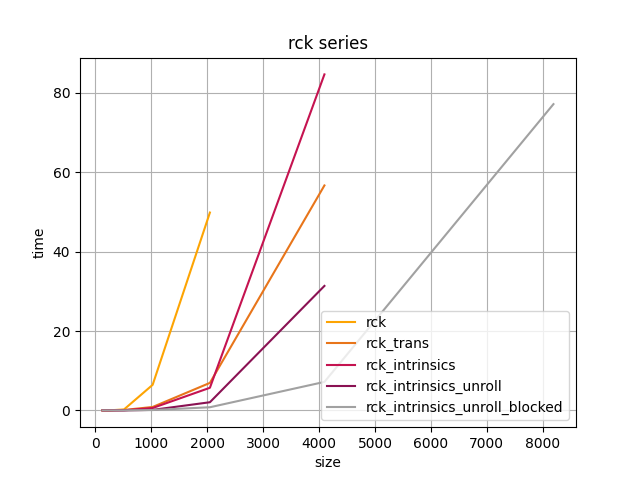 rck series
time
80
60
40
20
0
rck
rck_trans
rck_intrinsics
rck_intrinsics_unroll
rck_intrinsics_unroll_blocked
0 1000 2000 3000 4000 5000 6000 7000 8000
size